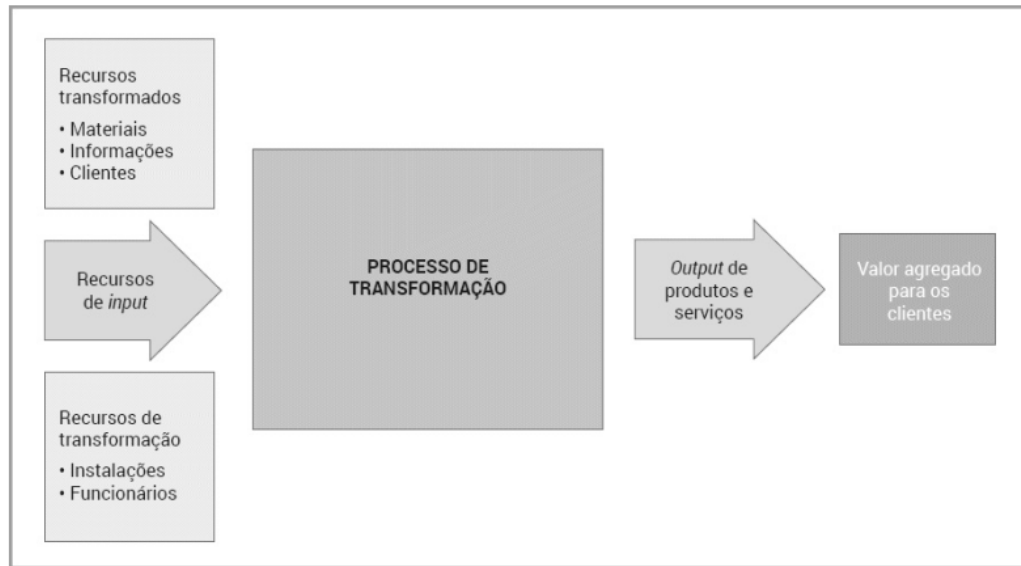 Recursos
transformados
• Materiais
• Informações
• Clientes
Recursos
de input
Recursos de
transformação
• Instalações
• Funcionários
PROCESSO DE
TRANSFORMAÇÃO
Output de
produtos e
serviços
Valor agregado
para os
clientes